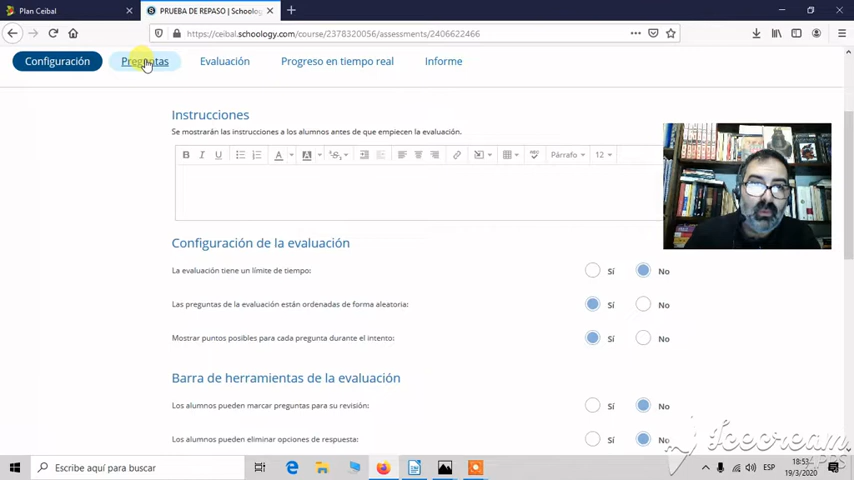 Plan Ceibal
PRUEBA DE REPASO | Schoology
https://ceibal.schoology.com/course/2378320056/assessments/2406622466
Configuración
Preguntas
Evaluación
Progreso en tiempo real
Informe
Instrucciones
Se mostrarán las instrucciones a los alumnos antes de que empiecen la evaluación.
B I U A A Párrafo 12
Configuración de la evaluación
La evaluación tiene un límite de tiempo: Sí No
Las preguntas de la evaluación están ordenadas de forma aleatoria: Sí No
Mostrar puntos posibles para cada pregunta durante el intento: Sí No
Barra de herramientas de la evaluación
Los alumnos pueden marcar preguntas para su revisión: Sí No
Los alumnos pueden eliminar opciones de respuesta: Sí No
Icecream
APPS
Escribe aquí para buscar
ESP
18:53
19/3/2020